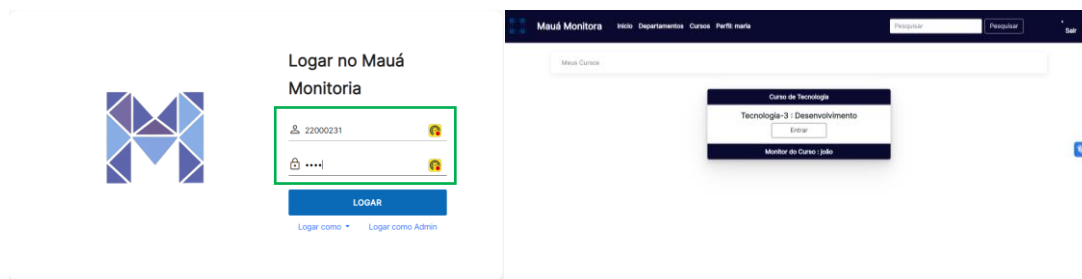 Logar no Mauá
Monitoria
22000231
••••
LOGAR
Logar como
Logar como Admin
Mauá Monitora
Início
Departamentos
Cursos
Perfil: maria
Pesquisar
Pesquisar
Sair
Meus Cursos
Curso de Tecnologia
Tecnologia-3 : Desenvolvimento
Entrar
Monitor do Curso : joão